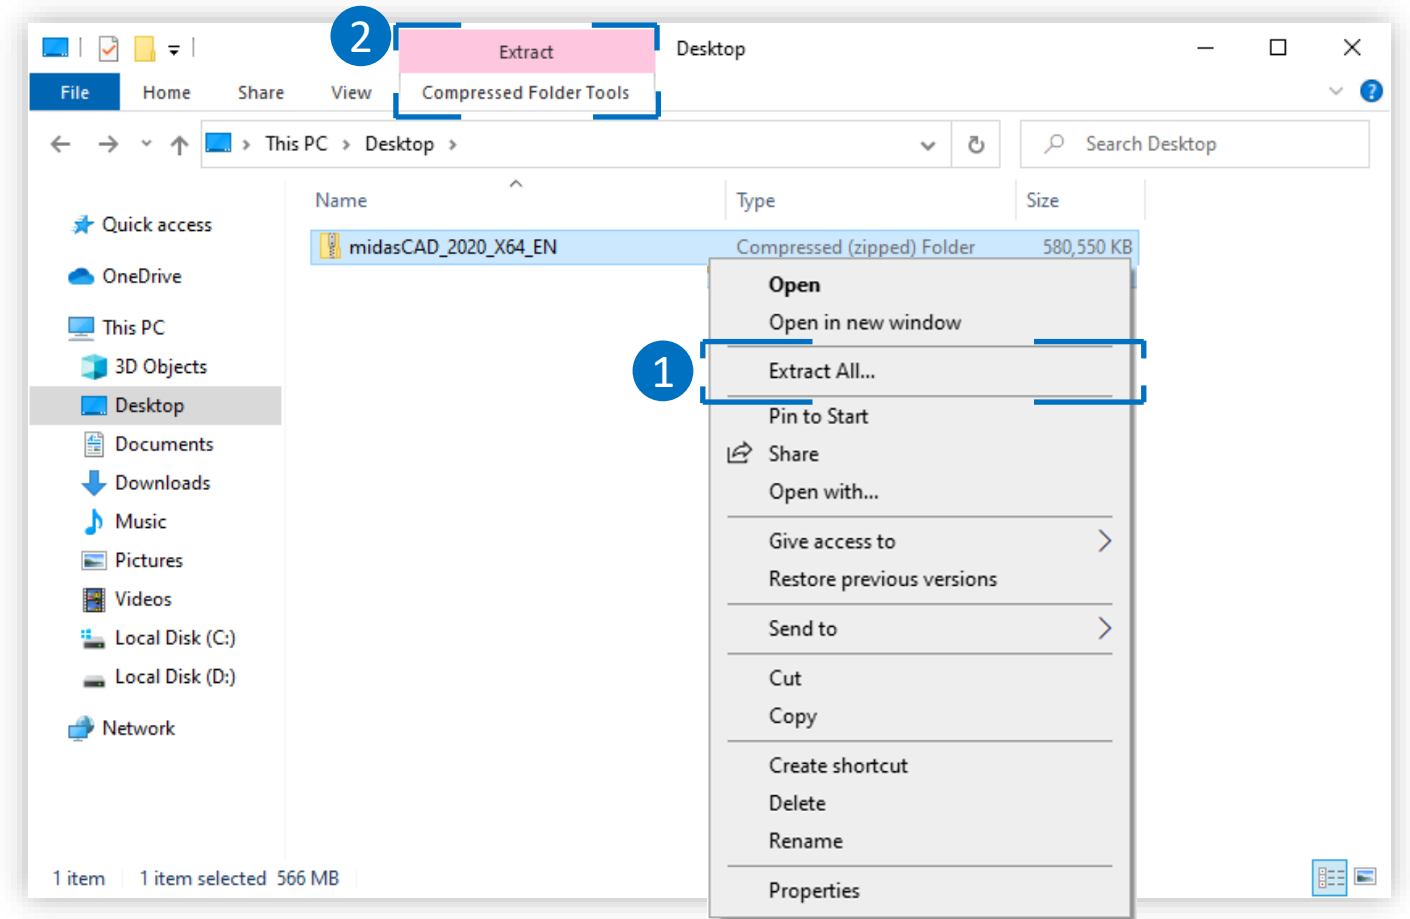 2
Extract
Desktop
File
Home
Share
View
Compressed Folder Tools
?
This PC > Desktop >
Search Desktop
Name
Type
Size
midasCAD_2020_X64_EN
Compressed (zipped) Folder
580,550 KB
Quick access
OneDrive
This PC
3D Objects
Desktop
Documents
Downloads
Music
Pictures
Videos
Local Disk (C:)
Local Disk (D:)
Network
Open
Open in new window
1
Extract All...
Pin to Start
Share
Open with...
Give access to
Restore previous versions
Send to
Cut
Copy
Create shortcut
Delete
Rename
Properties
1 item
1 item selected 566 MB